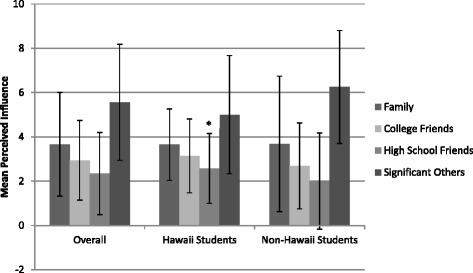 10
8
6
4
2
0
-2
Mean Perceived Influence
*
Overall
Hawaii Students
Non-Hawaii Students
Family
College Friends
High School Friends
Significant Others